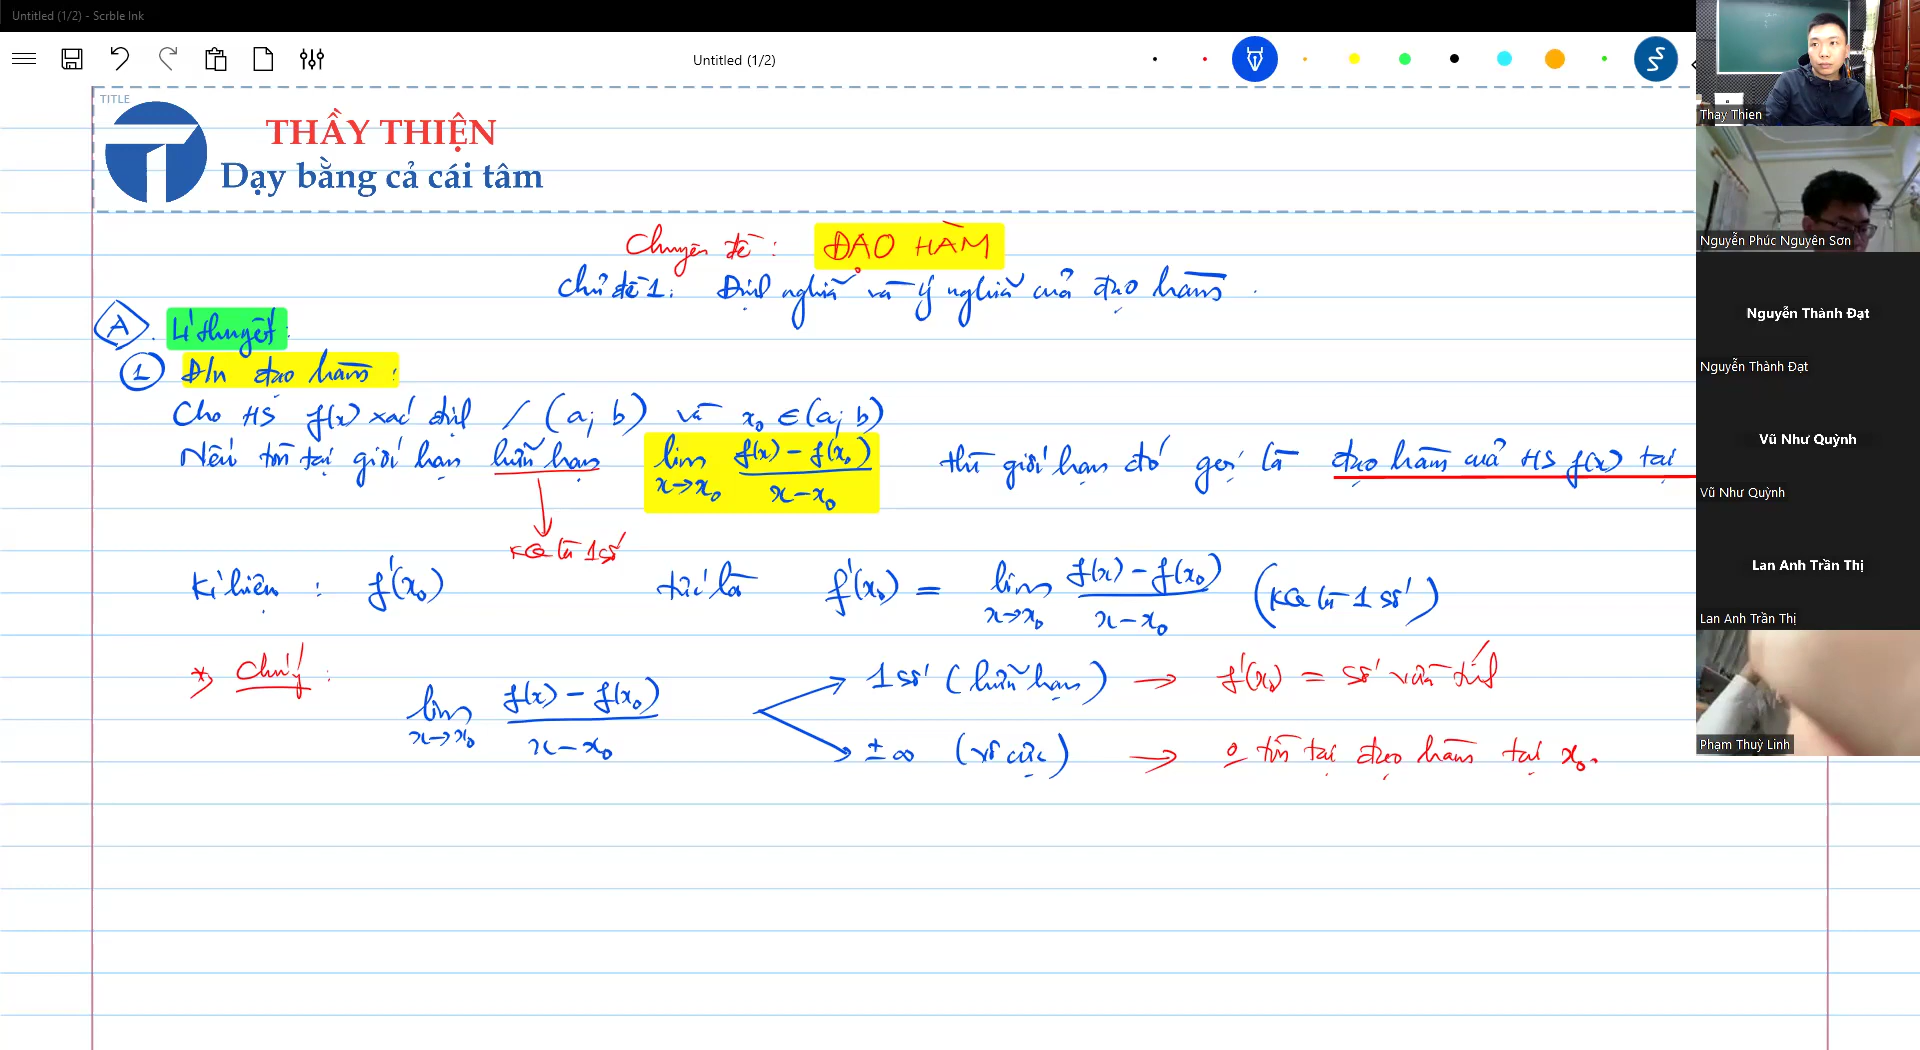 Untitled (1/2) - Scrble Ink
Untitled (1/2)
TITLE
THẦY THIỆN
Dạy bằng cả cái tâm
Chuyên đề: ĐẠO HÀM
Chủ đề 1: Định nghĩa và ý nghĩa của đạo hàm.
A. Lí thuyết:
1 Đ/n đạo hàm:
Cho HS f(x) xác định / (a; b) và x₀ ∈ (a; b)
Nếu tồn tại giới hạn hữu hạn lim x→x₀ (f(x) − f(x₀))/(x − x₀) thì giới hạn đó gọi là đạo hàm của HS f(x) tại
KQ là 1 số
Kí hiệu: f'(x₀) tức là f'(x₀) = lim x→x₀ (f(x) − f(x₀))/(x − x₀) (KQ là 1 số)
* Chú ý:
lim x→x₀ (f(x) − f(x₀))/(x − x₀)
1 số (hữu hạn) → f'(x₀) = số vừa tính
±∞ (vô cực) → o tồn tại đạo hàm tại x₀.
Thay Thien
Nguyễn Phúc Nguyên Sơn
Nguyễn Thành Đạt
Nguyễn Thành Đạt
Vũ Như Quỳnh
Vũ Như Quỳnh
Lan Anh Trần Thị
Lan Anh Trần Thị
Phạm Thuỳ Linh